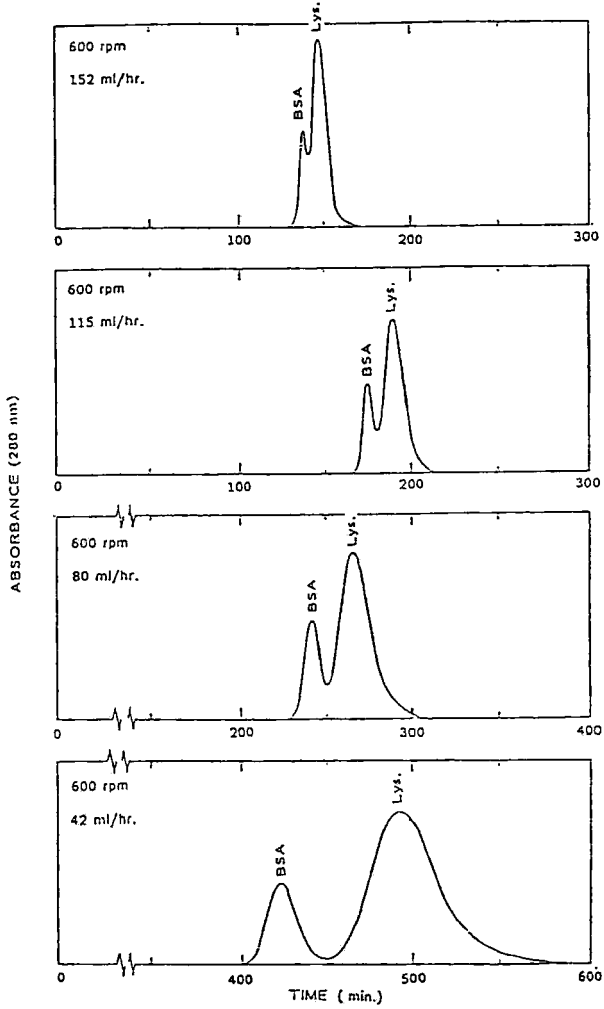 Lys.
600 rpm
152 ml/hr.
BSA
0 100 200 300
600 rpm
115 ml/hr.
Lys.
BSA
0 100 200 300
ABSORBANCE (200 nm)
600 rpm
80 ml/hr.
Lys.
BSA
0 200 300 400
600 rpm
42 ml/hr.
Lys.
BSA
0 400 500 600
TIME (min.)